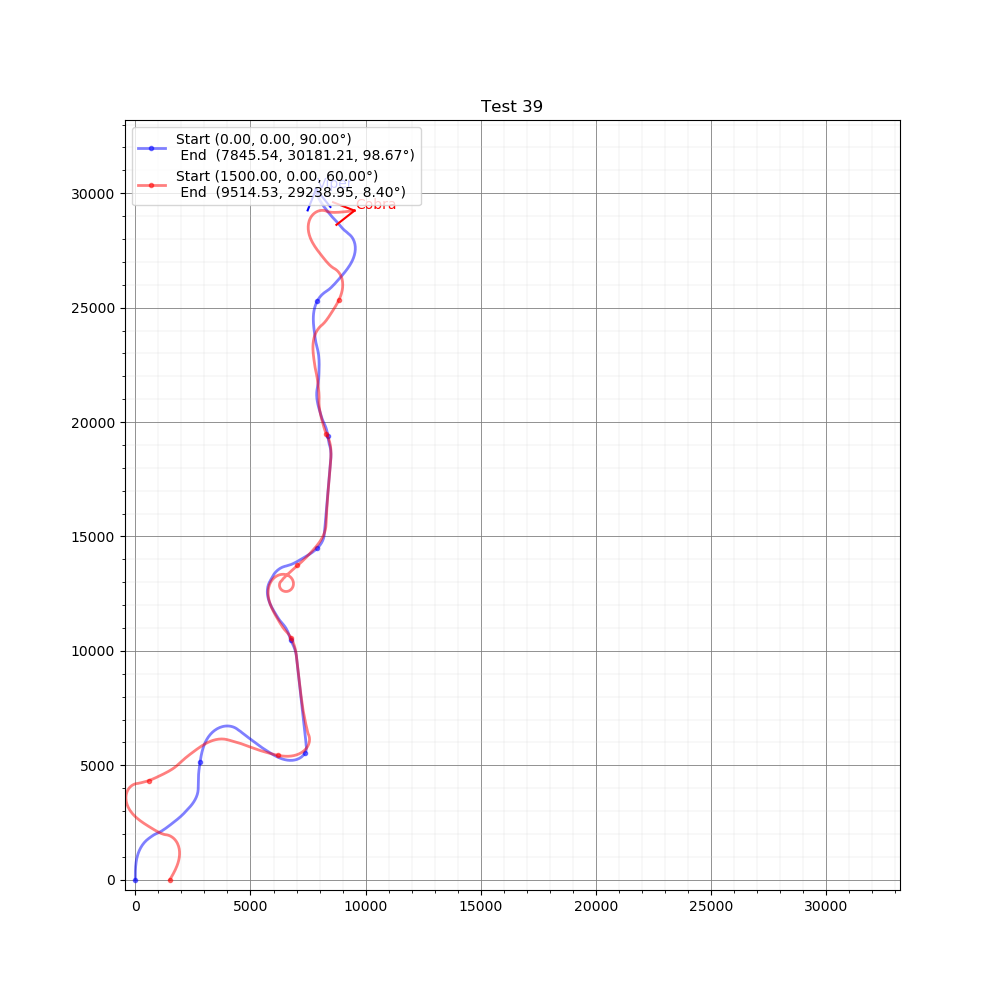 Test 39
Start (0.00, 0.00, 90.00°)
End (7845.54, 30181.21, 98.67°)
Start (1500.00, 0.00, 60.00°)
End (9514.53, 29238.95, 8.40°)
Viper
Cobra
30000
25000
20000
15000
10000
5000
0
0 5000 10000 15000 20000 25000 30000